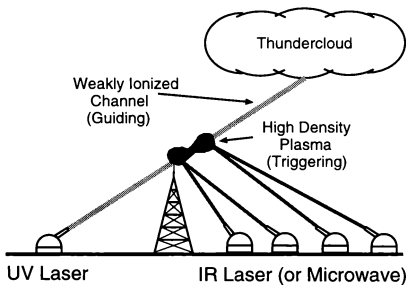 Thundercloud
Weakly Ionized
Channel
(Guiding)
High Density
Plasma
(Triggering)
UV Laser
IR Laser (or Microwave)